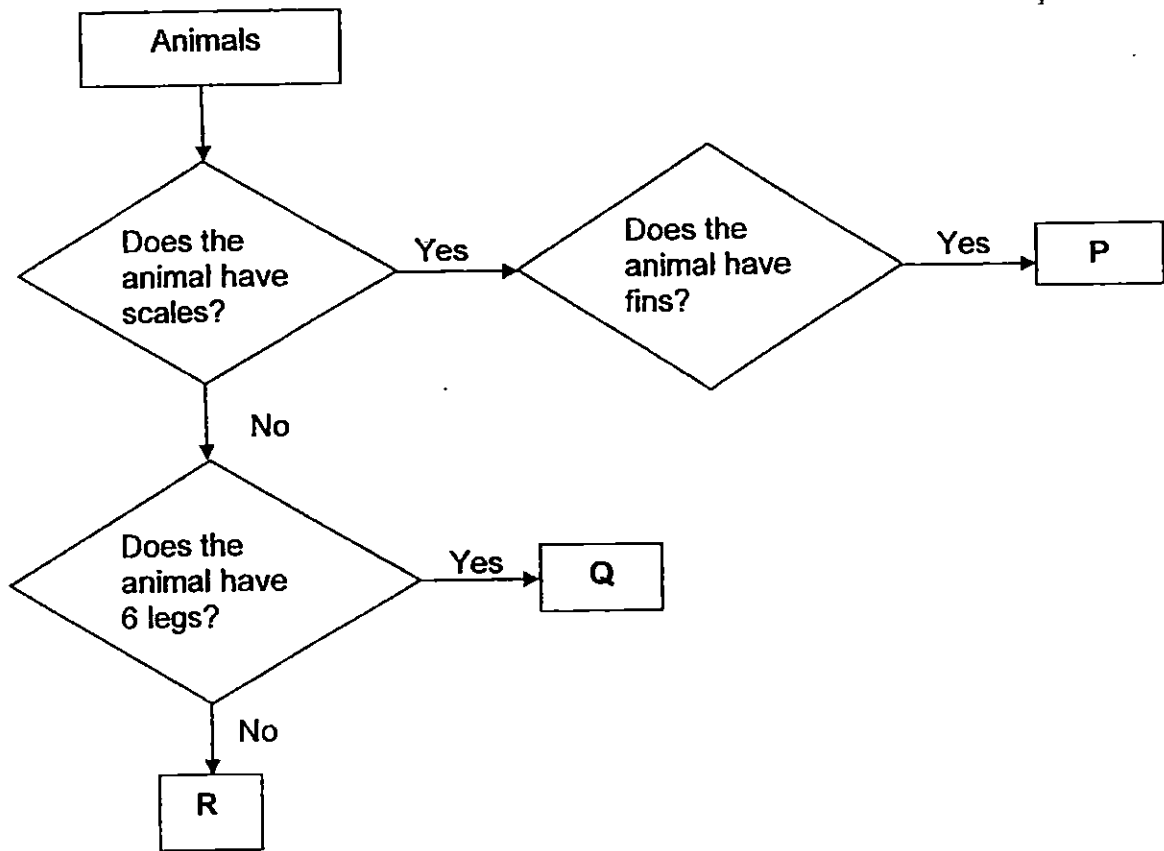 Animals
Does the
animal have
scales?
Yes
Does the
animal have
fins?
Yes
P
No
Does the
animal have
6 legs?
Yes
Q
No
R